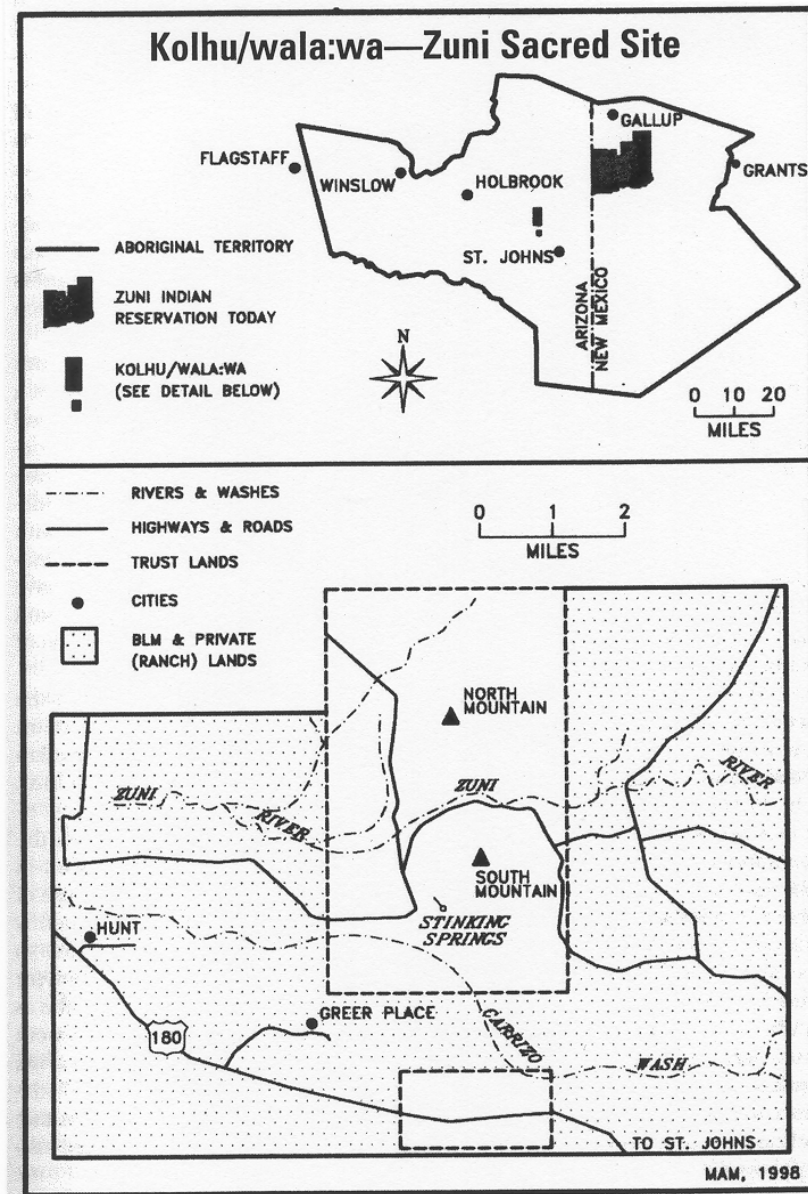 Kolhu/wala:wa—Zuni Sacred Site
GALLUP
FLAGSTAFF
WINSLOW
HOLBROOK
GRANTS
ST. JOHNS
ARIZONA
NEW MEXICO
ABORIGINAL TERRITORY
ZUNI INDIAN
RESERVATION TODAY
KOLHU/WALA:WA
(SEE DETAIL BELOW)
N
0 10 20
MILES
RIVERS & WASHES
HIGHWAYS & ROADS
TRUST LANDS
CITIES
BLM & PRIVATE
(RANCH) LANDS
0 1 2
MILES
NORTH
MOUNTAIN
ZUNI
RIVER
ZUNI
RIVER
SOUTH
MOUNTAIN
STINKING
SPRINGS
HUNT
GREER PLACE
180
CARRIZO
WASH
TO ST. JOHNS
MAM, 1998